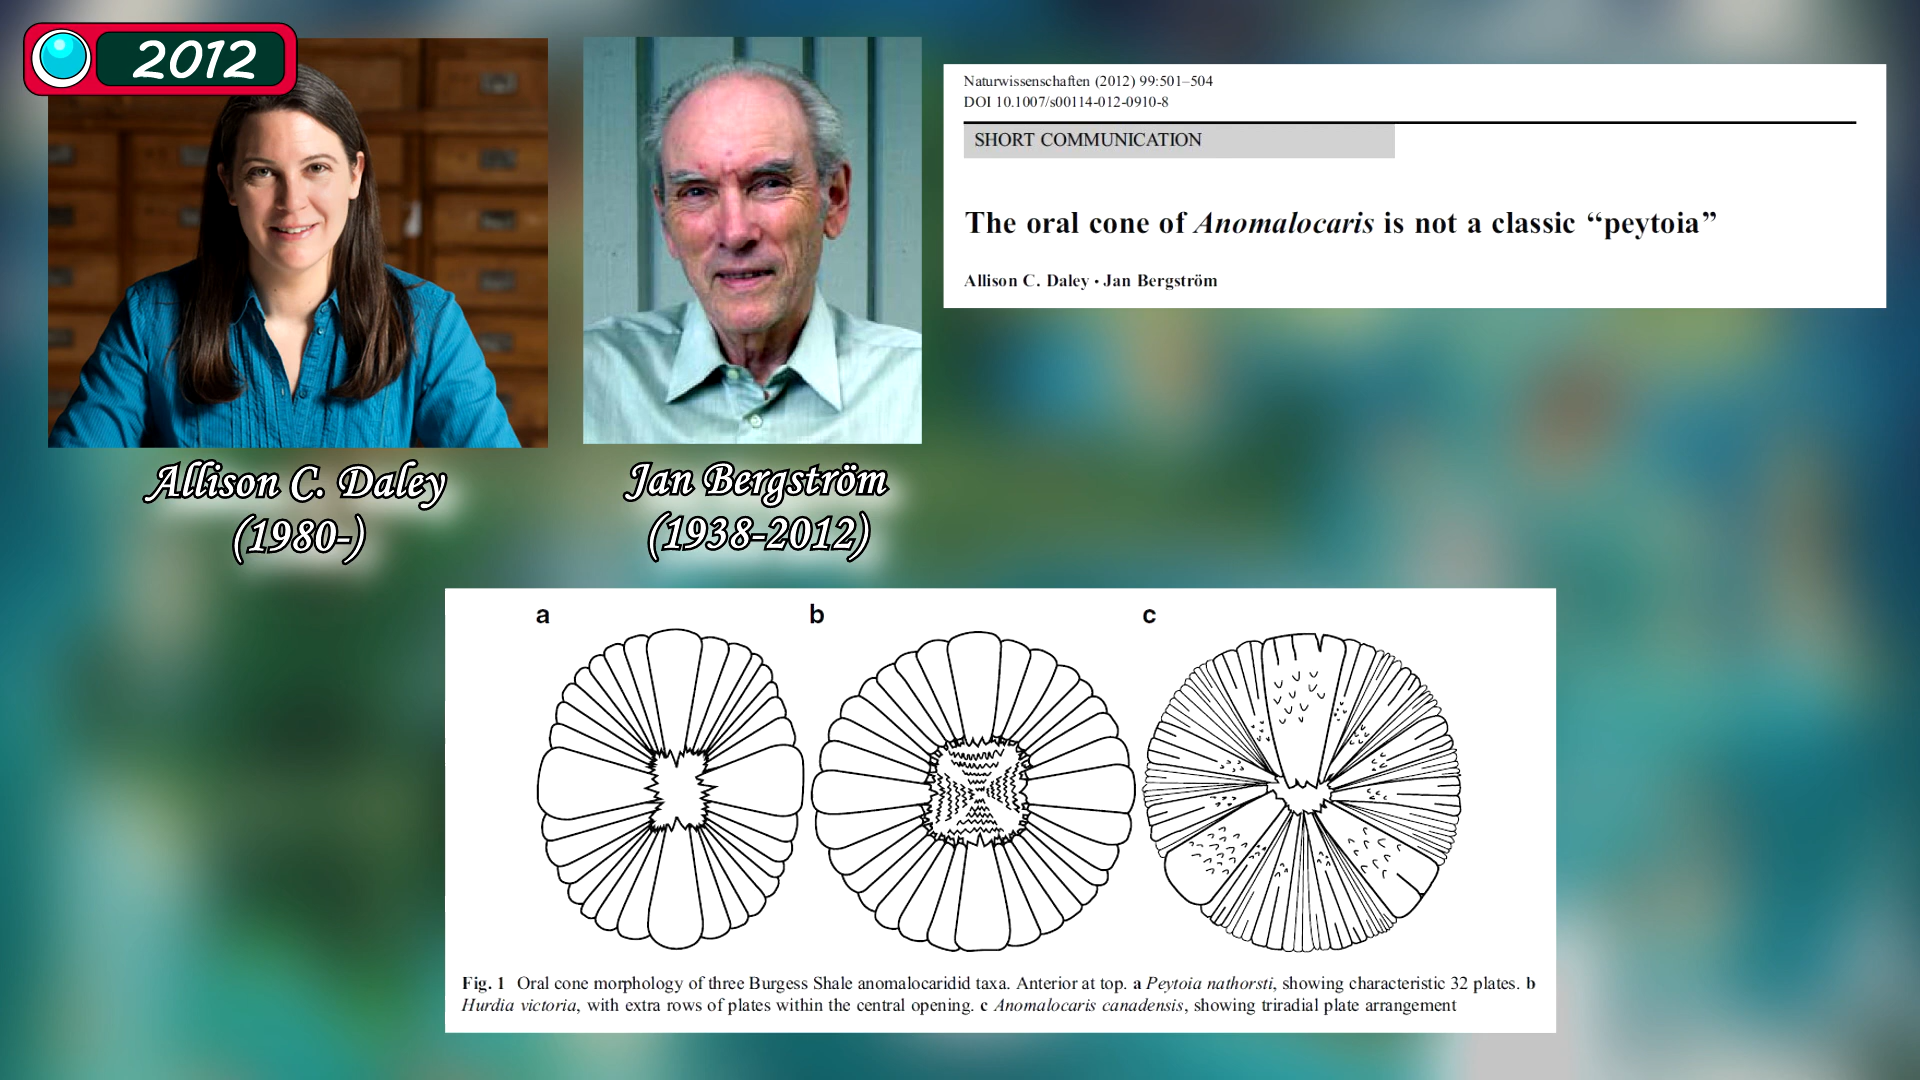 2012
Allison C. Daley
(1980-)
Jan Bergström
(1938-2012)
Naturwissenschaften (2012) 99:501–504
DOI 10.1007/s00114-012-0910-8
SHORT COMMUNICATION
The oral cone of Anomalocaris is not a classic “peytoia”
Allison C. Daley • Jan Bergström
a
b
c
Fig. 1 Oral cone morphology of three Burgess Shale anomalocaridid taxa. Anterior at top. a Peytoia nathorsti, showing characteristic 32 plates. b
Hurdia victoria, with extra rows of plates within the central opening. c Anomalocaris canadensis, showing triradial plate arrangement